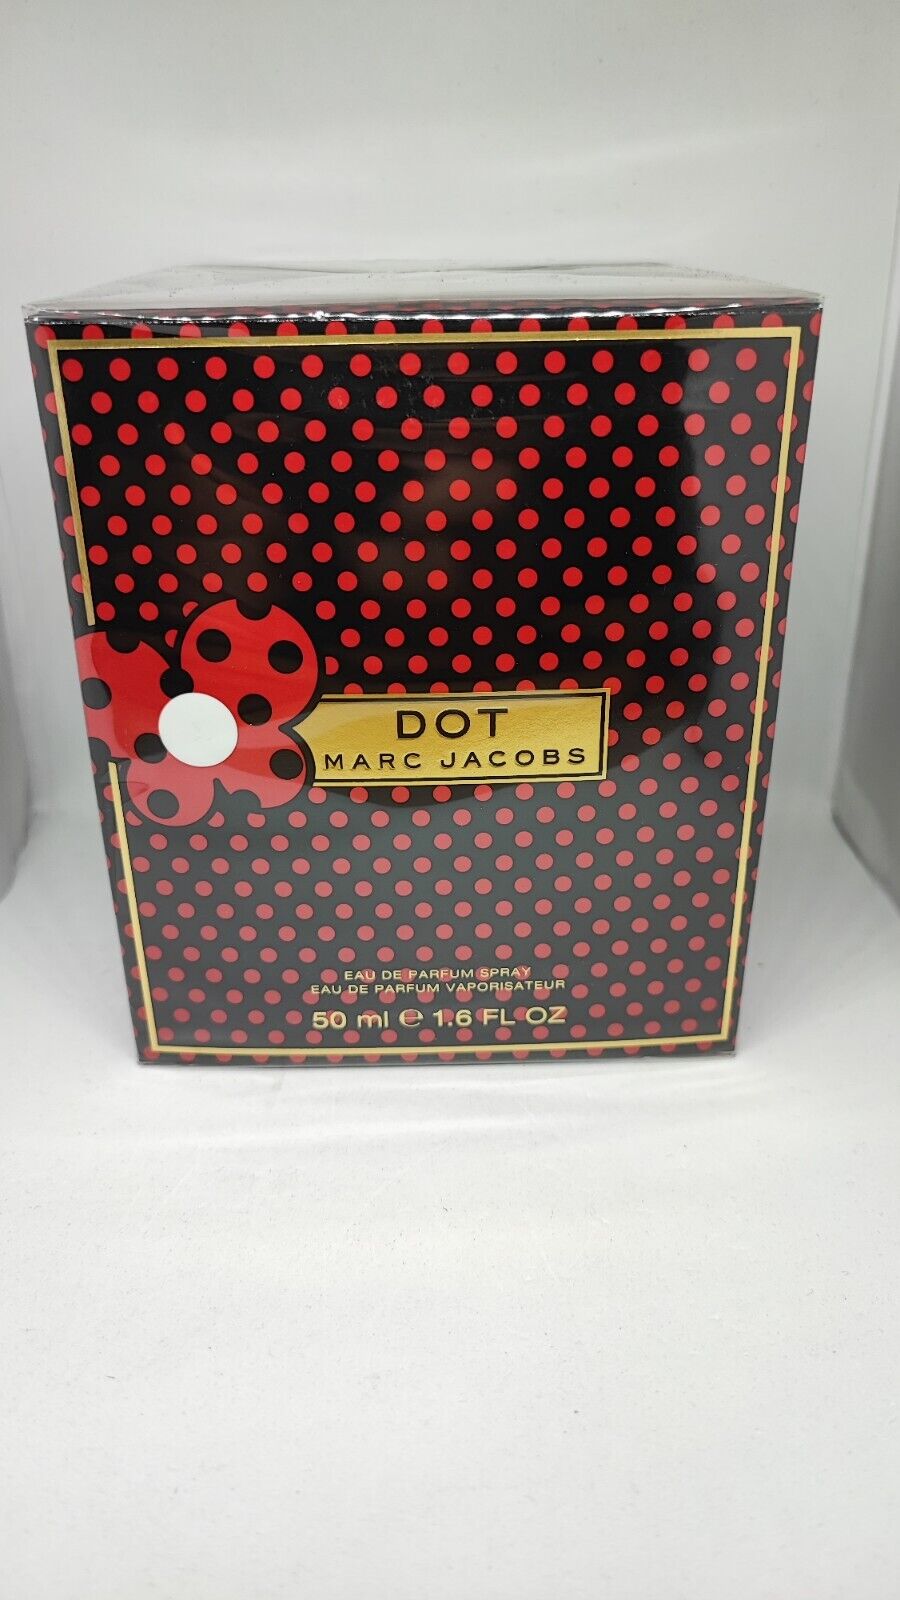 DOT
MARC JACOBS
EAU DE PARFUM SPRAY
EAU DE PARFUM VAPORISATEUR
50 ml ℮ 1.6 FL OZ